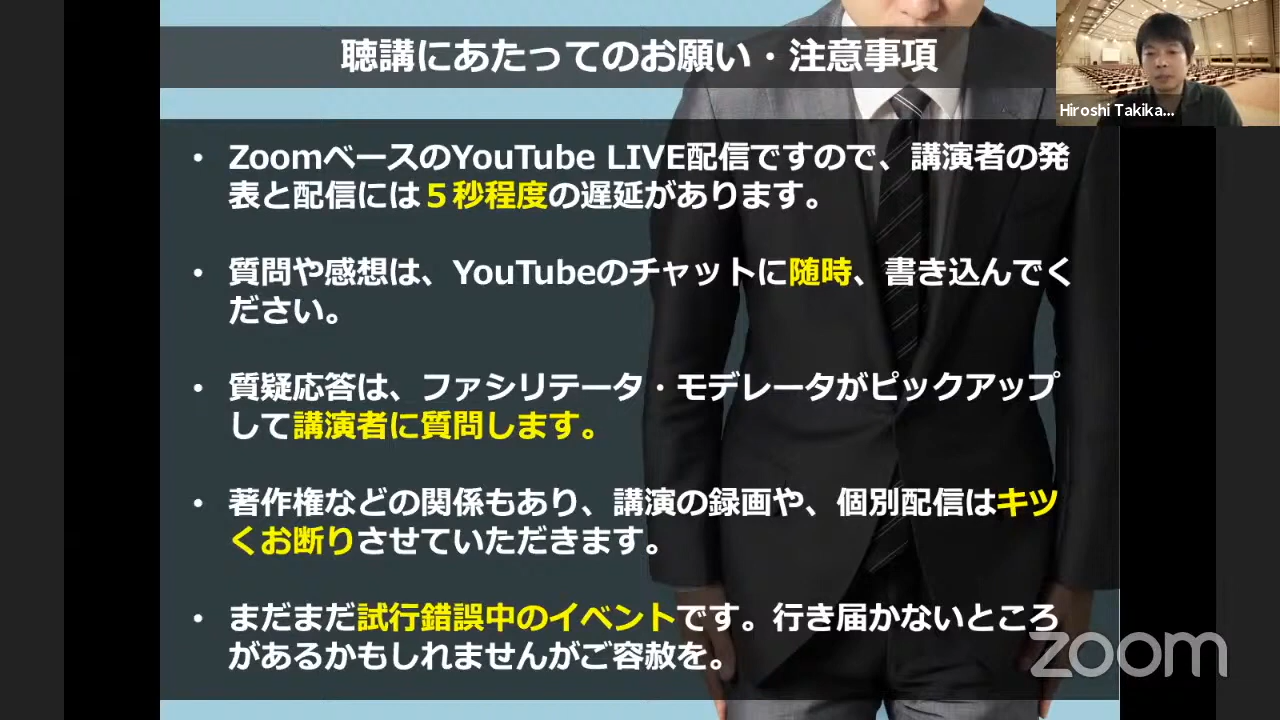 聴講にあたってのお願い・注意事項
Hiroshi Takika...
• ZoomベースのYouTube LIVE配信ですので、講演者の発
表と配信には５秒程度の遅延があります。
• 質問や感想は、YouTubeのチャットに随時、書き込んでく
ださい。
• 質疑応答は、ファシリテータ・モデレータがピックアップ
して講演者に質問します。
• 著作権などの関係もあり、講演の録画や、個別配信はキツ
くお断りさせていただきます。
• まだまだ試行錯誤中のイベントです。行き届かないところ
があるかもしれませんがご容赦を。
zoom